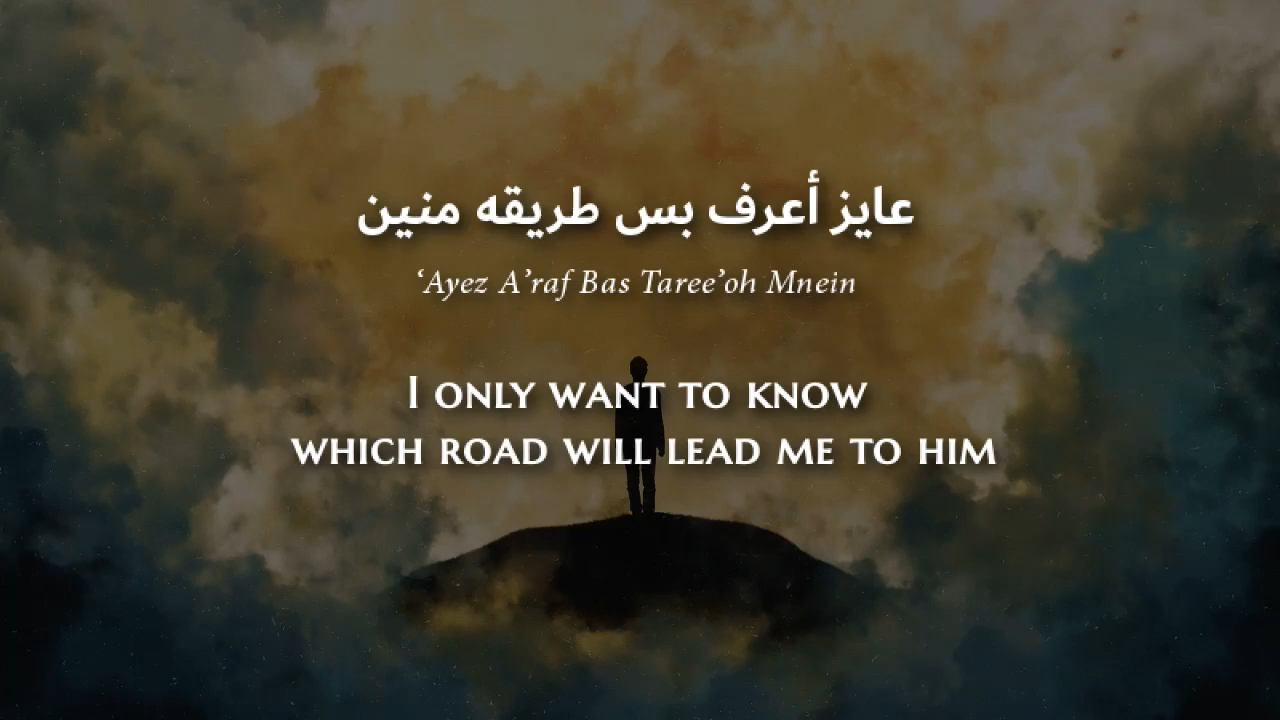 عايز أعرف بس طريقه منين
‘Ayez A’raf Bas Taree’oh Mnein
I ONLY WANT TO KNOW
WHICH ROAD WILL LEAD ME TO HIM